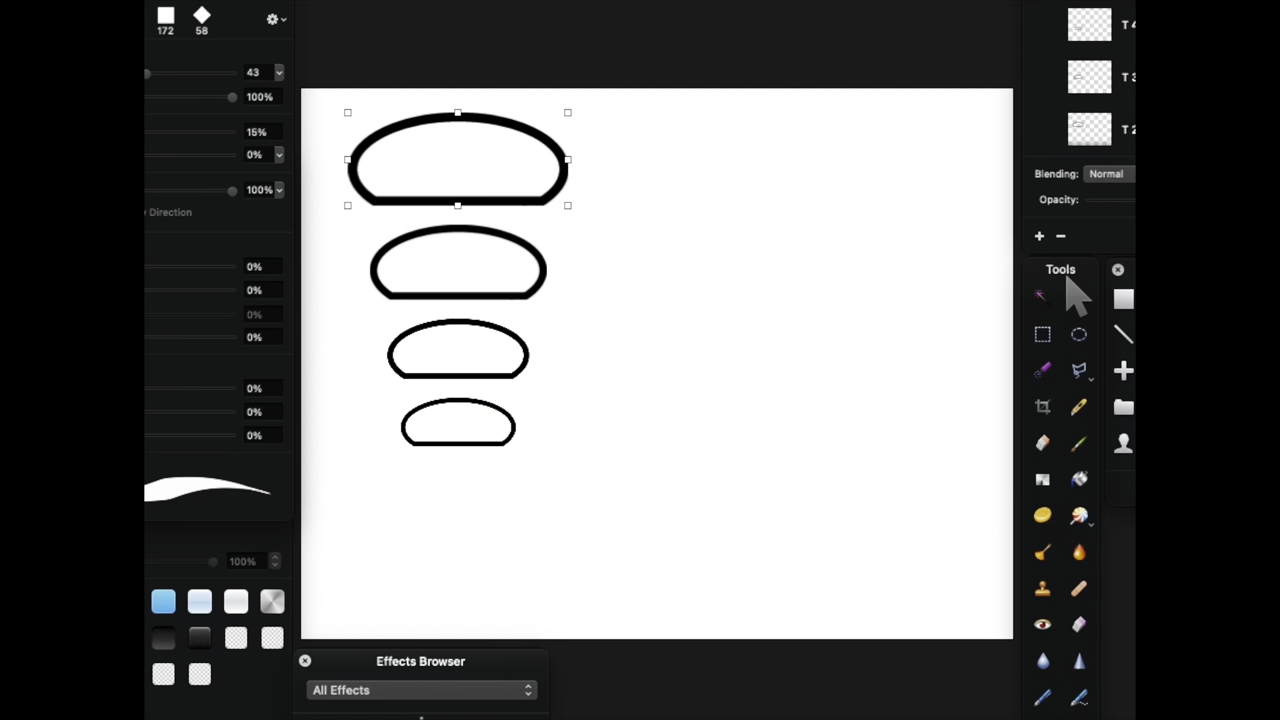 172 58
43
100%
15%
0%
100%
Direction
0%
0%
0%
0%
0%
0%
0%
100%
Effects Browser
All Effects
T 4
T 3
T 2
Blending: Normal
Opacity:
Tools